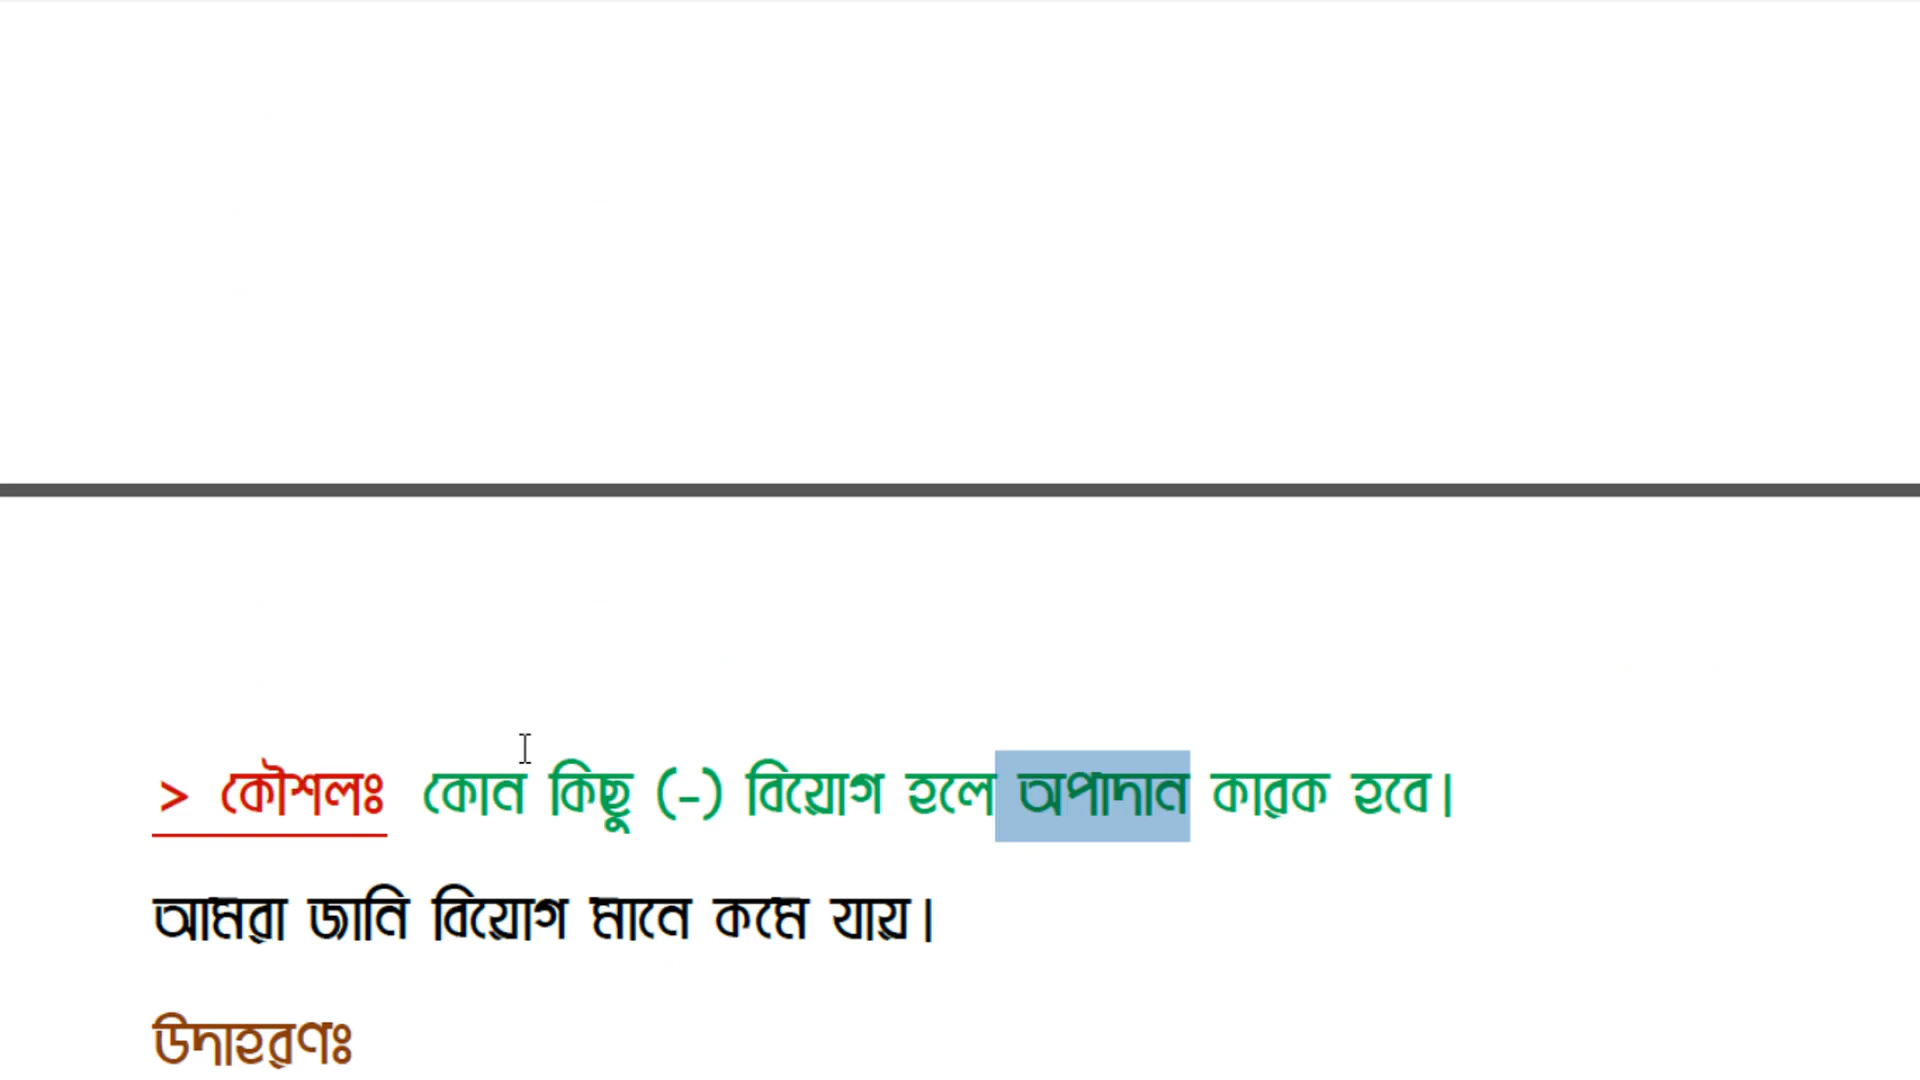 > কৌশলঃ কোন কিছু (-) বিয়োগ হলে অপাদান কারক হবে।
আমরা জানি বিয়োগ মানে কমে যায়।
উদাহরণঃ